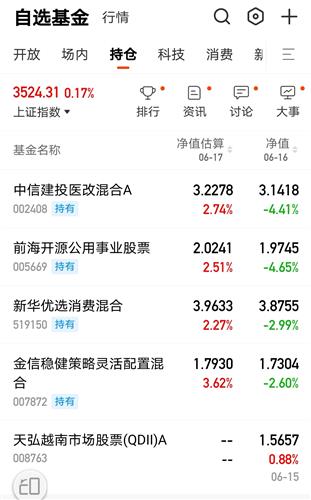 自选基金 行情
开放 场内 持仓 科技 消费
3524.31 0.17%
上证指数
排行 资讯 讨论 大事
基金名称 净值估算 净值
06-17 06-16
中信建投医改混合A 3.2278 3.1418
002408 持有 2.74% -4.41%
前海开源公用事业股票 2.0241 1.9745
005669 持有 2.51% -4.65%
新华优选消费混合 3.9633 3.8755
519150 持有 2.27% -2.99%
金信稳健策略灵活配置混 1.7930 1.7304
合 3.62% -2.60%
007872 持有
天弘越南市场股票(QDII)A -- 1.5657
008763 -- 0.88%
06-15
印